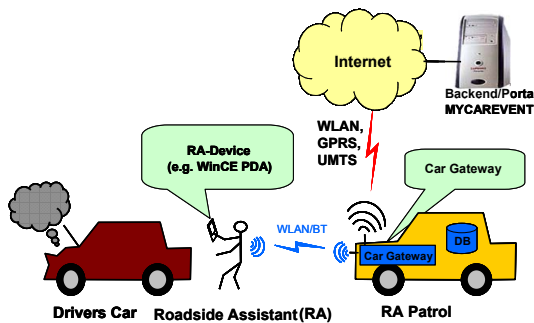 Internet
Backend/Porta
MYCAREVENT
WLAN,
GPRS,
UMTS
RA-Device
(e.g. WinCE PDA)
Car Gateway
WLAN/BT
Car Gateway
DB
Drivers Car
Roadside Assistant(RA)
RA Patrol